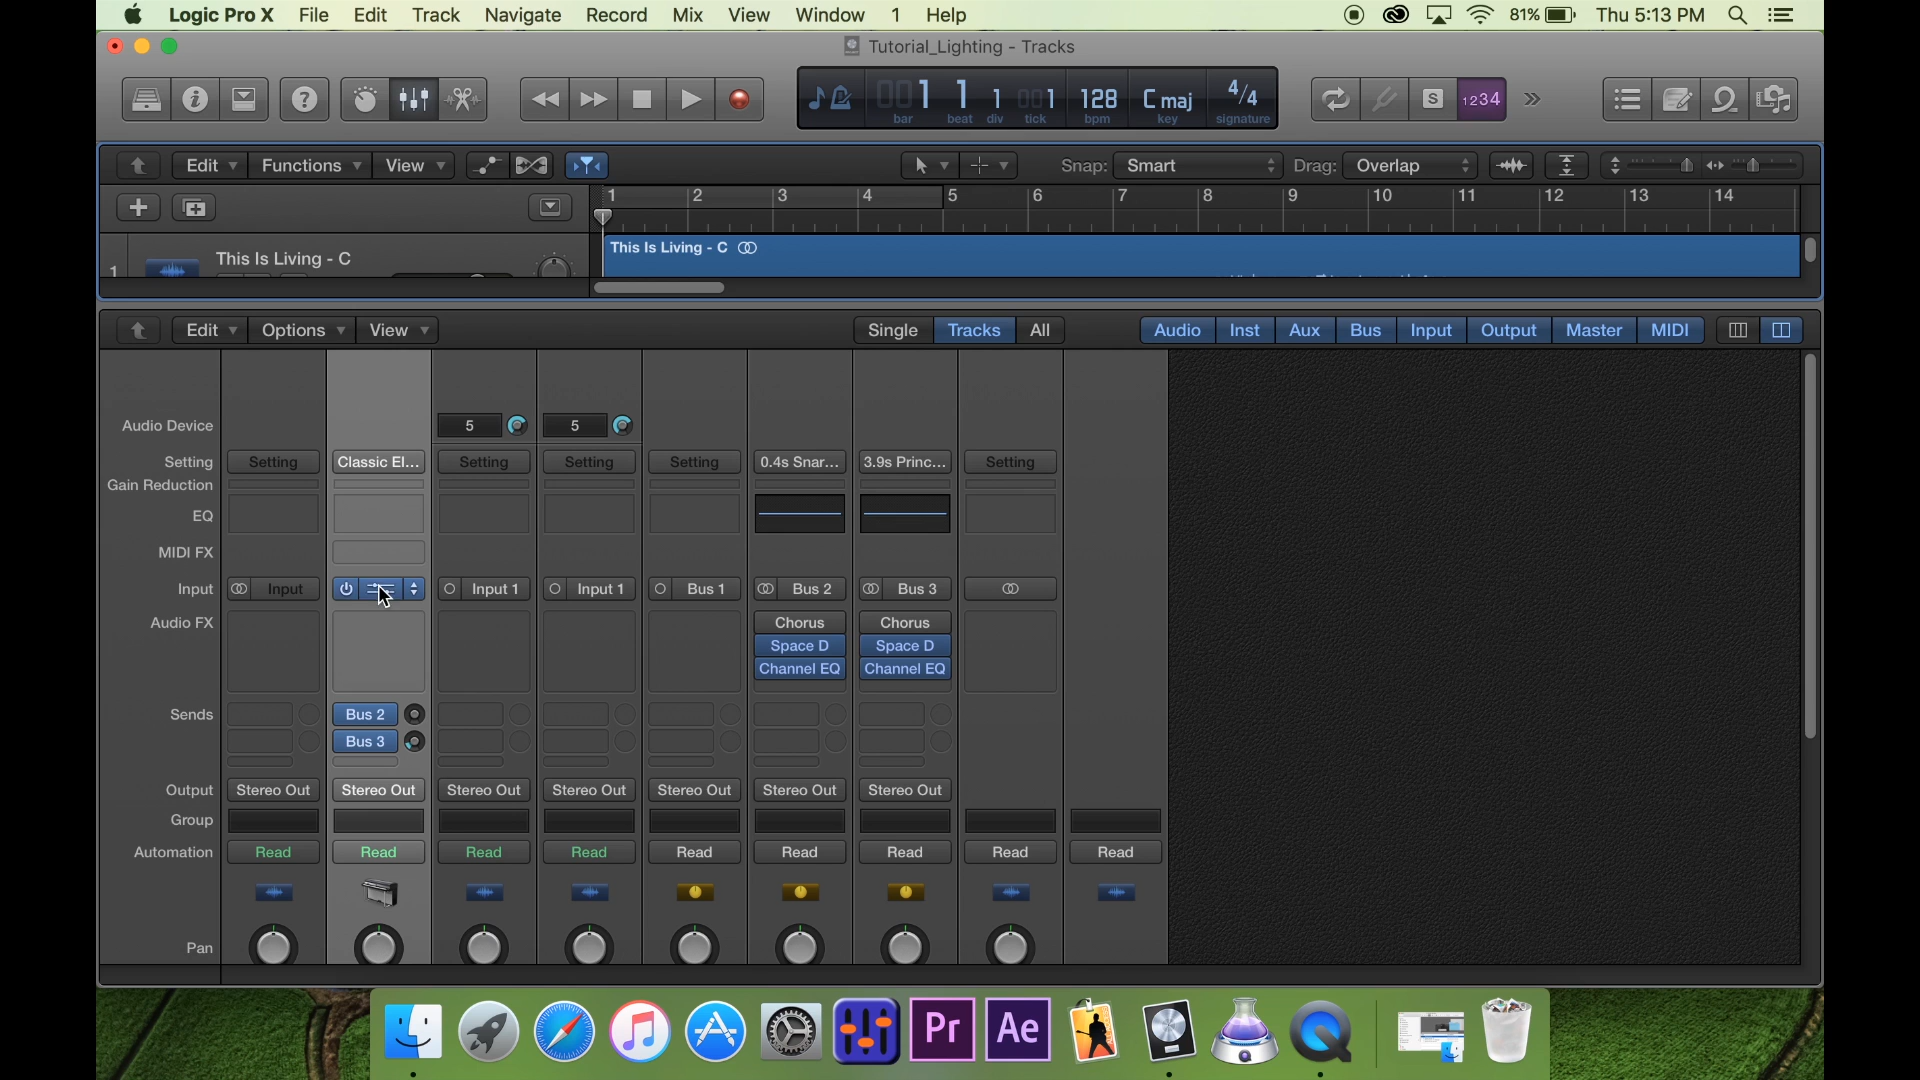 Logic Pro X File Edit Track Navigate Record Mix View Window 1 Help 81% Thu 5:13 PM
Tutorial_Lighting - Tracks
001 1 1 001 128 C maj 4/4 S 1234
bar beat div tick bpm key signature
Edit Functions View Snap: Smart Drag: Overlap
1 2 3 4 5 6 7 8 9 10 11 12 13 14
This Is Living - C
1 This Is Living - C
Edit Options View Single Tracks All Audio Inst Aux Bus Input Output Master MIDI
Audio Device 5 5
Setting Setting Classic El... Setting Setting Setting 0.4s Snar... 3.9s Princ... Setting
Gain Reduction
EQ
MIDI FX
Input Input Input 1 Input 1 Bus 1 Bus 2 Bus 3
Audio FX Chorus Chorus
Space D Space D
Channel EQ Channel EQ
Sends Bus 2
Bus 3
Output Stereo Out Stereo Out Stereo Out Stereo Out Stereo Out Stereo Out Stereo Out
Group
Automation Read Read Read Read Read Read Read Read Read
Pan
Pr Ae